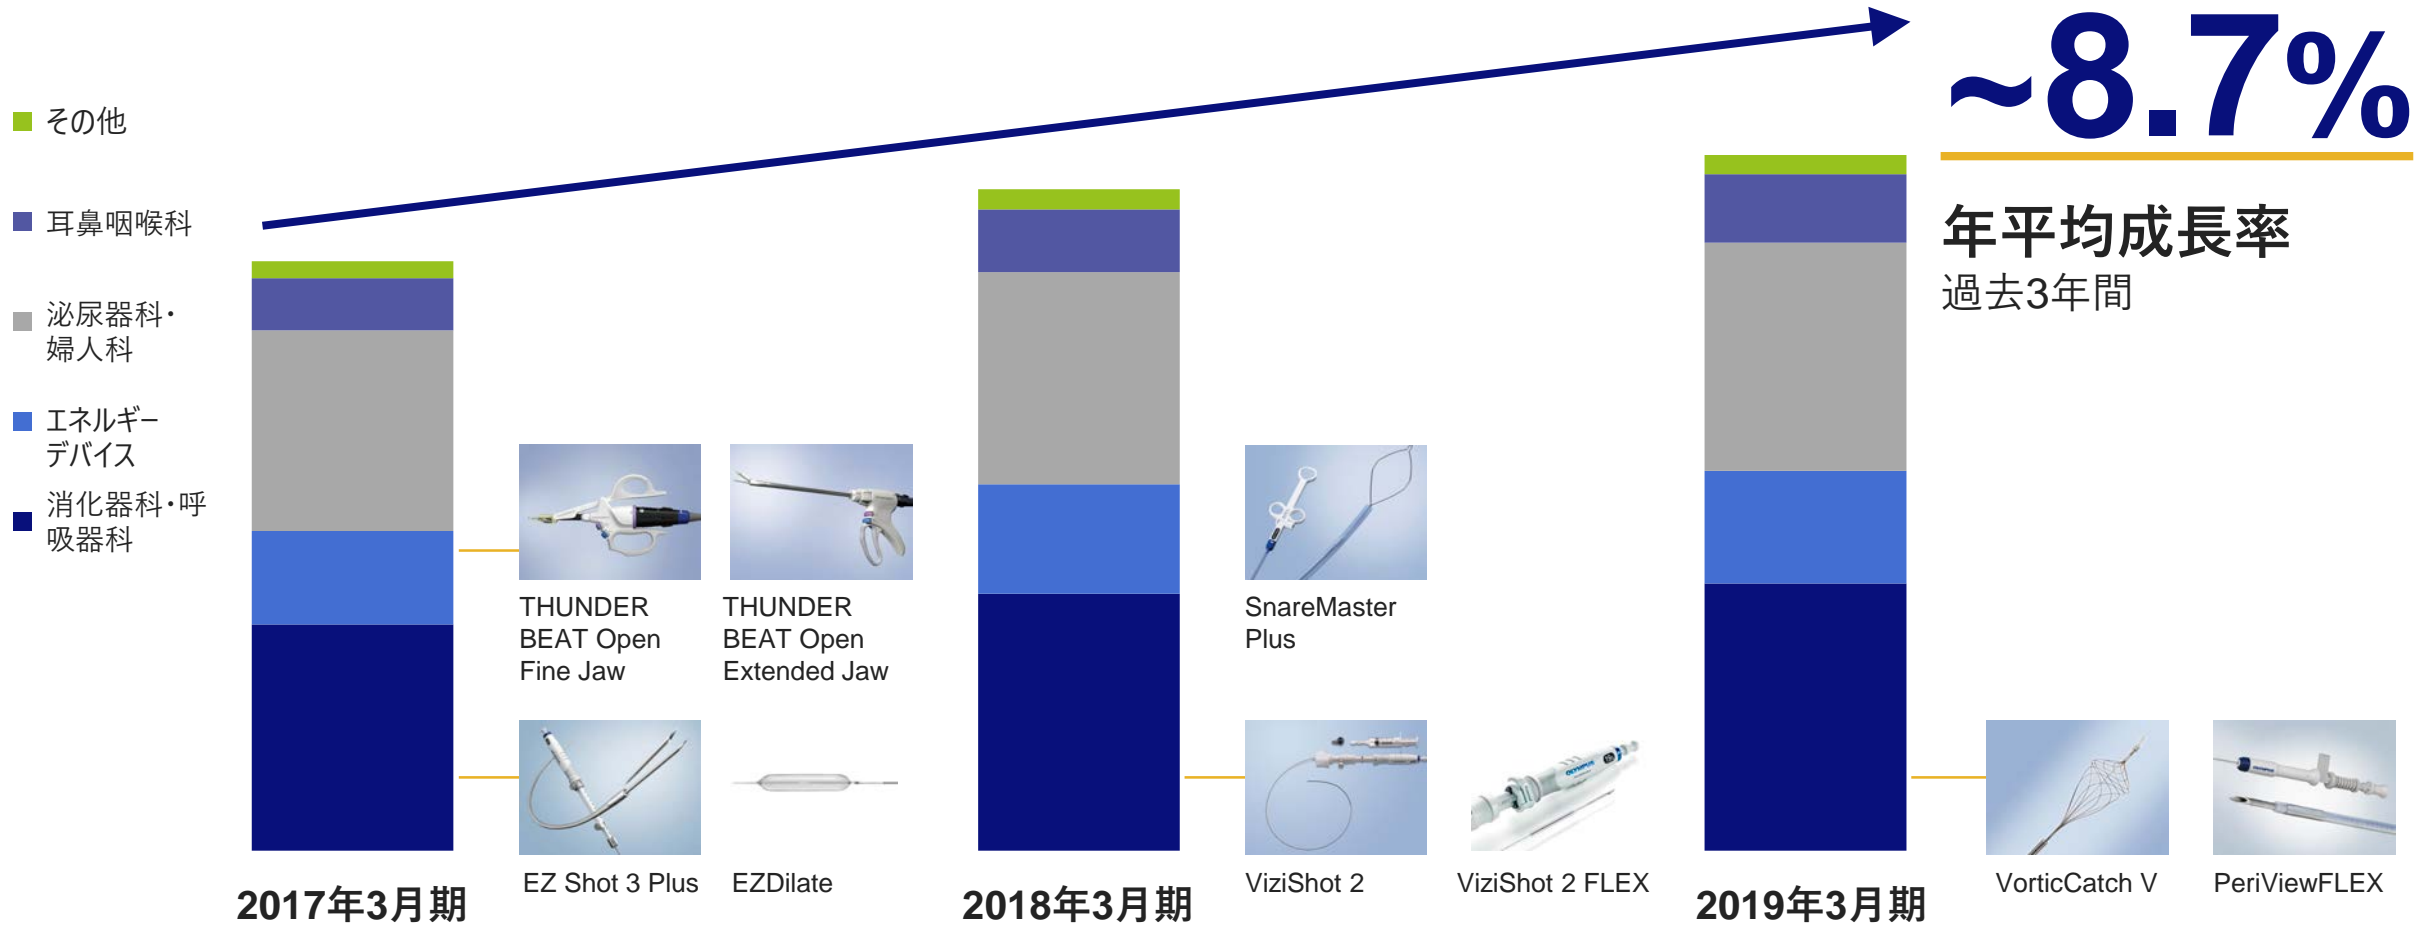 ~8.7%
年平均成長率
過去3年間
その他
耳鼻咽喉科
泌尿器科・
婦人科
エネルギー
デバイス
消化器科・呼
吸器科
THUNDER
BEAT Open
Fine Jaw
THUNDER
BEAT Open
Extended Jaw
SnareMaster
Plus
EZ Shot 3 Plus
EZDilate
OLYMPUS
ViziShot 2
ViziShot 2 FLEX
VorticCatch V
PeriViewFLEX
2017年3月期
2018年3月期
2019年3月期